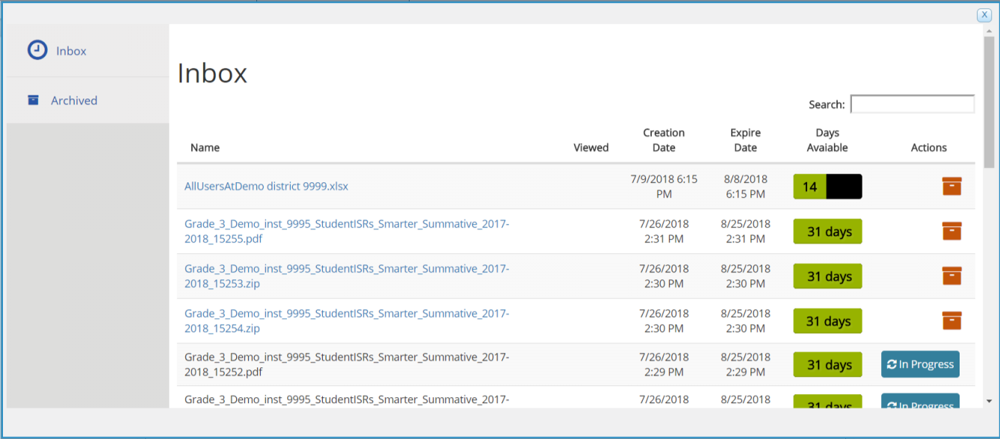 X
Inbox
Archived
Inbox
Search:
Name
Viewed
Creation
Date
Expire
Date
Days
Avaiable
Actions
AllUsersAtDemo district 9999.xlsx
7/9/2018 6:15
PM
8/8/2018
6:15 PM
14
Grade_3_Demo_inst_9995_StudentISRs_Smarter_Summative_2017-
2018_15255.pdf
7/26/2018
2:31 PM
8/25/2018
2:31 PM
31 days
Grade_3_Demo_inst_9995_StudentISRs_Smarter_Summative_2017-
2018_15253.zip
7/26/2018
2:30 PM
8/25/2018
2:30 PM
31 days
Grade_3_Demo_inst_9995_StudentISRs_Smarter_Summative_2017-
2018_15254.zip
7/26/2018
2:30 PM
8/25/2018
2:30 PM
31 days
Grade_3_Demo_inst_9995_StudentISRs_Smarter_Summative_2017-
2018_15252.pdf
7/26/2018
2:29 PM
8/25/2018
2:29 PM
31 days
In Progress
Grade_3_Demo_inst_9995_StudentISRs_Smarter_Summative_2017-
7/26/2018
8/25/2018
31 days
In Progress